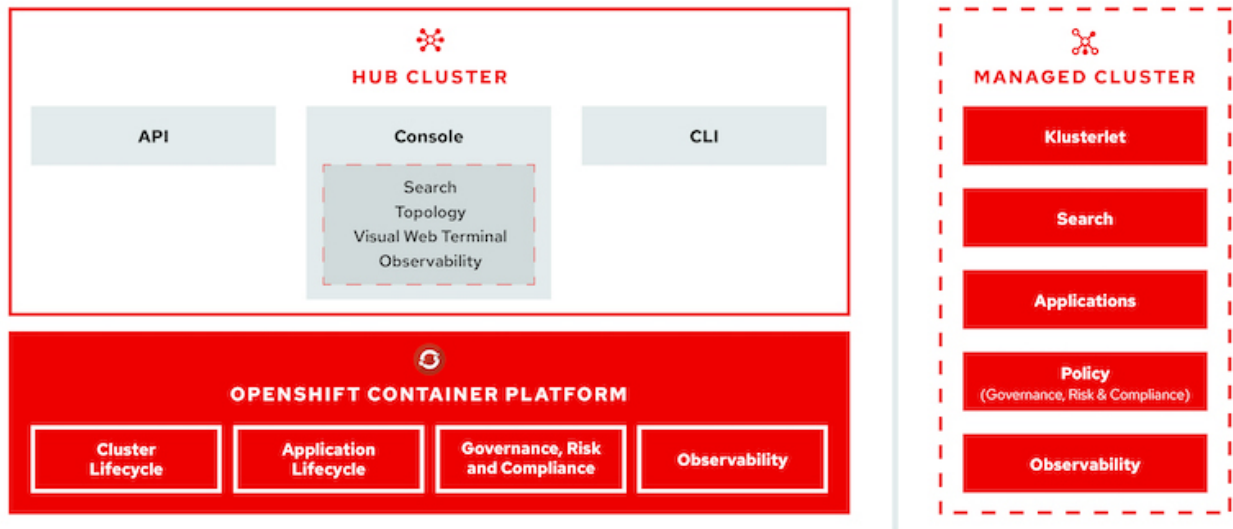 HUB CLUSTER
API
Console
CLI
Search
Topology
Visual Web Terminal
Observability
OPENSHIFT CONTAINER PLATFORM
Cluster
Lifecycle
Application
Lifecycle
Governance, Risk
and Compliance
Observability
MANAGED CLUSTER
Klusterlet
Search
Applications
Policy
(Governance, Risk & Compliance)
Observability